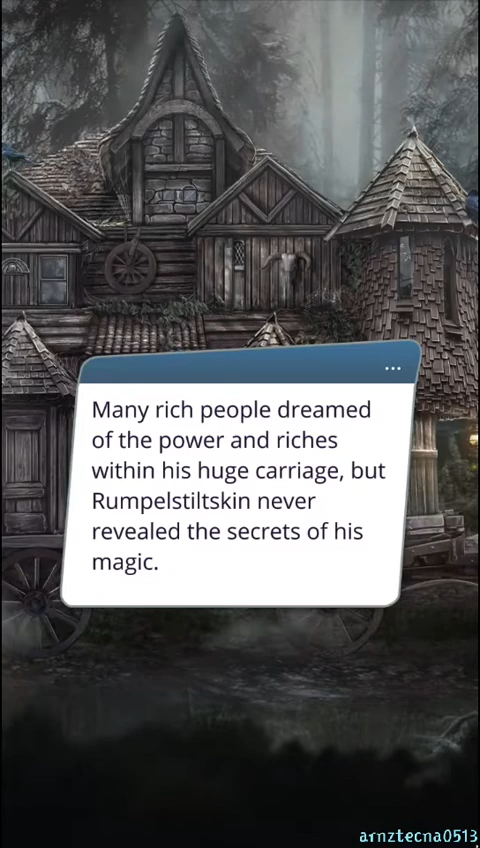 ...
Many rich people dreamed
of the power and riches
within his huge carriage, but
Rumpelstiltskin never
revealed the secrets of his
magic.
arnztecna0513